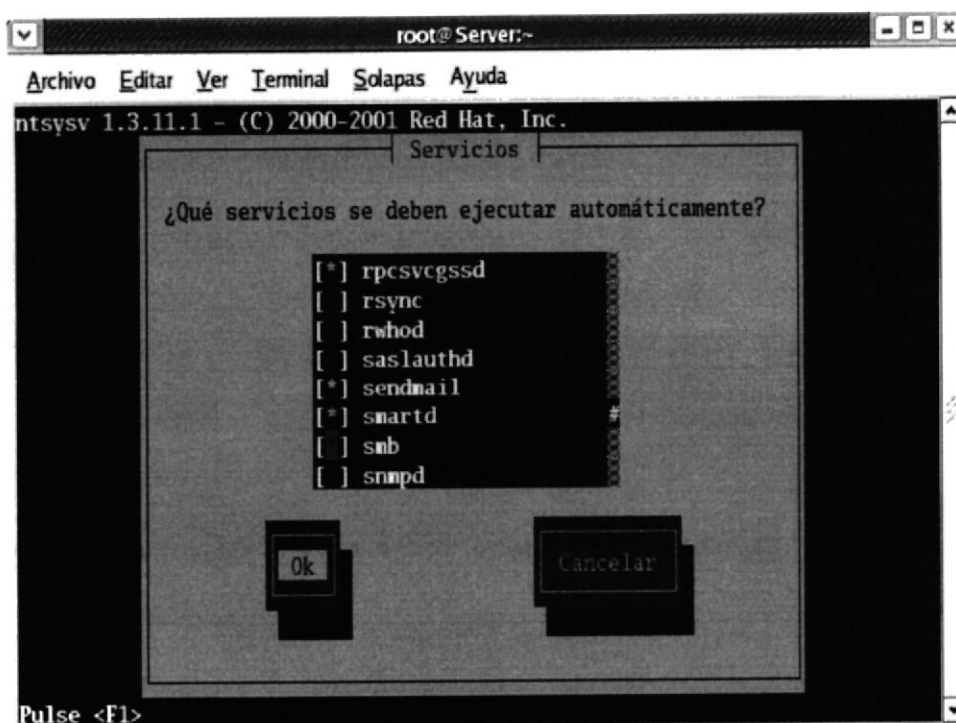 root@Server:~
Archivo Editar Ver Terminal Solapas Ayuda
ntsysv 1.3.11.1 - (C) 2000-2001 Red Hat, Inc.
Servicios
¿Qué servicios se deben ejecutar automáticamente?
[*] rpcsvcgssd
[ ] rsync
[ ] rwhod
[ ] saslauthd
[*] sendmail
[*] smartd #
[ ] smb
[ ] snmpd
Ok Cancelar
Pulse <F1>